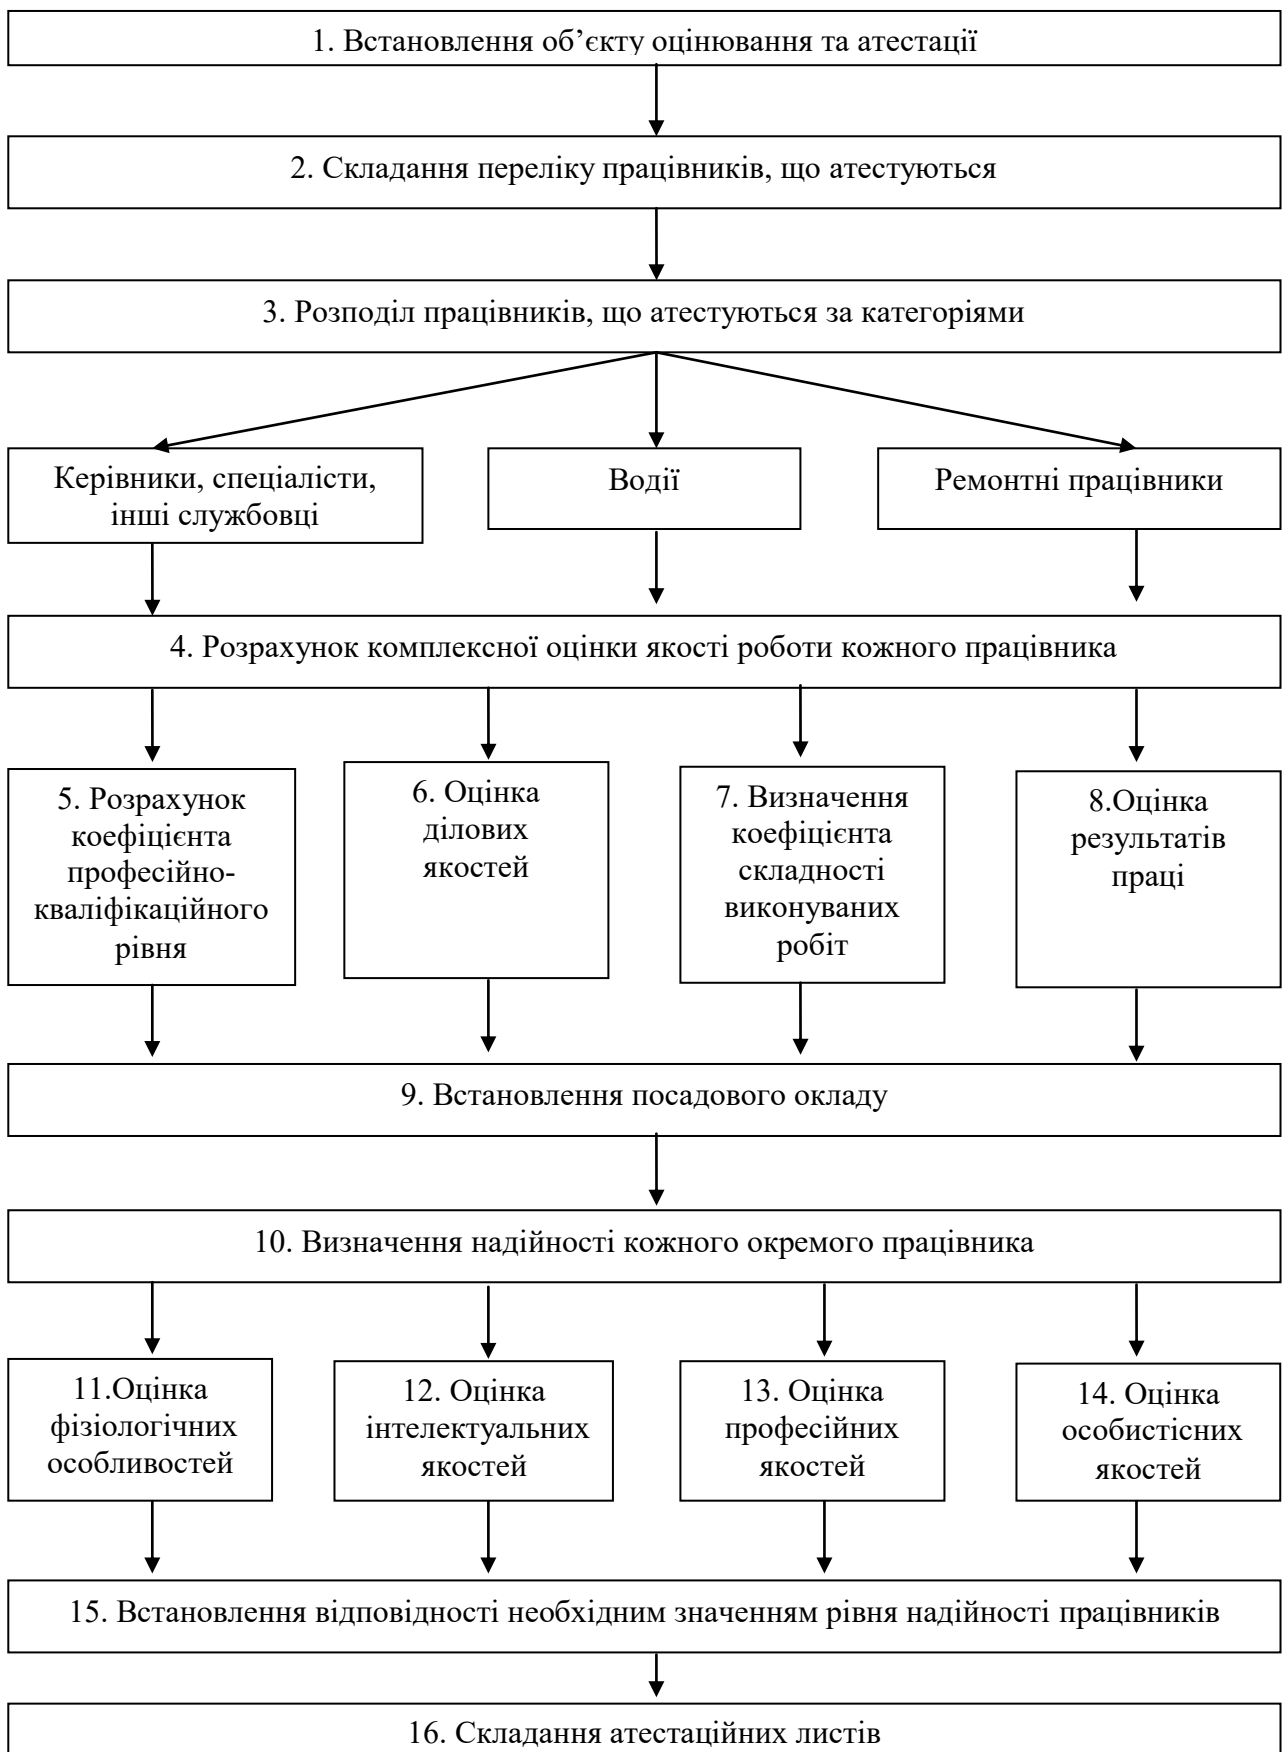 1. Встановлення об’єкту оцінювання та атестації
2. Складання переліку працівників, що атестуються
3. Розподіл працівників, що атестуються за категоріями
Керівники, спеціалісти,
інші службовці
Водії
Ремонтні працівники
4. Розрахунок комплексної оцінки якості роботи кожного працівника
5. Розрахунок
коефіцієнта
професійно-
кваліфікаційного
рівня
6. Оцінка
ділових
якостей
7. Визначення
коефіцієнта
складності
виконуваних
робіт
8.Оцінка
результатів
праці
9. Встановлення посадового окладу
10. Визначення надійності кожного окремого працівника
11.Оцінка
фізіологічних
особливостей
12. Оцінка
інтелектуальних
якостей
13. Оцінка
професійних
якостей
14. Оцінка
особистісних
якостей
15. Встановлення відповідності необхідним значенням рівня надійності працівників
16. Складання атестаційних листів